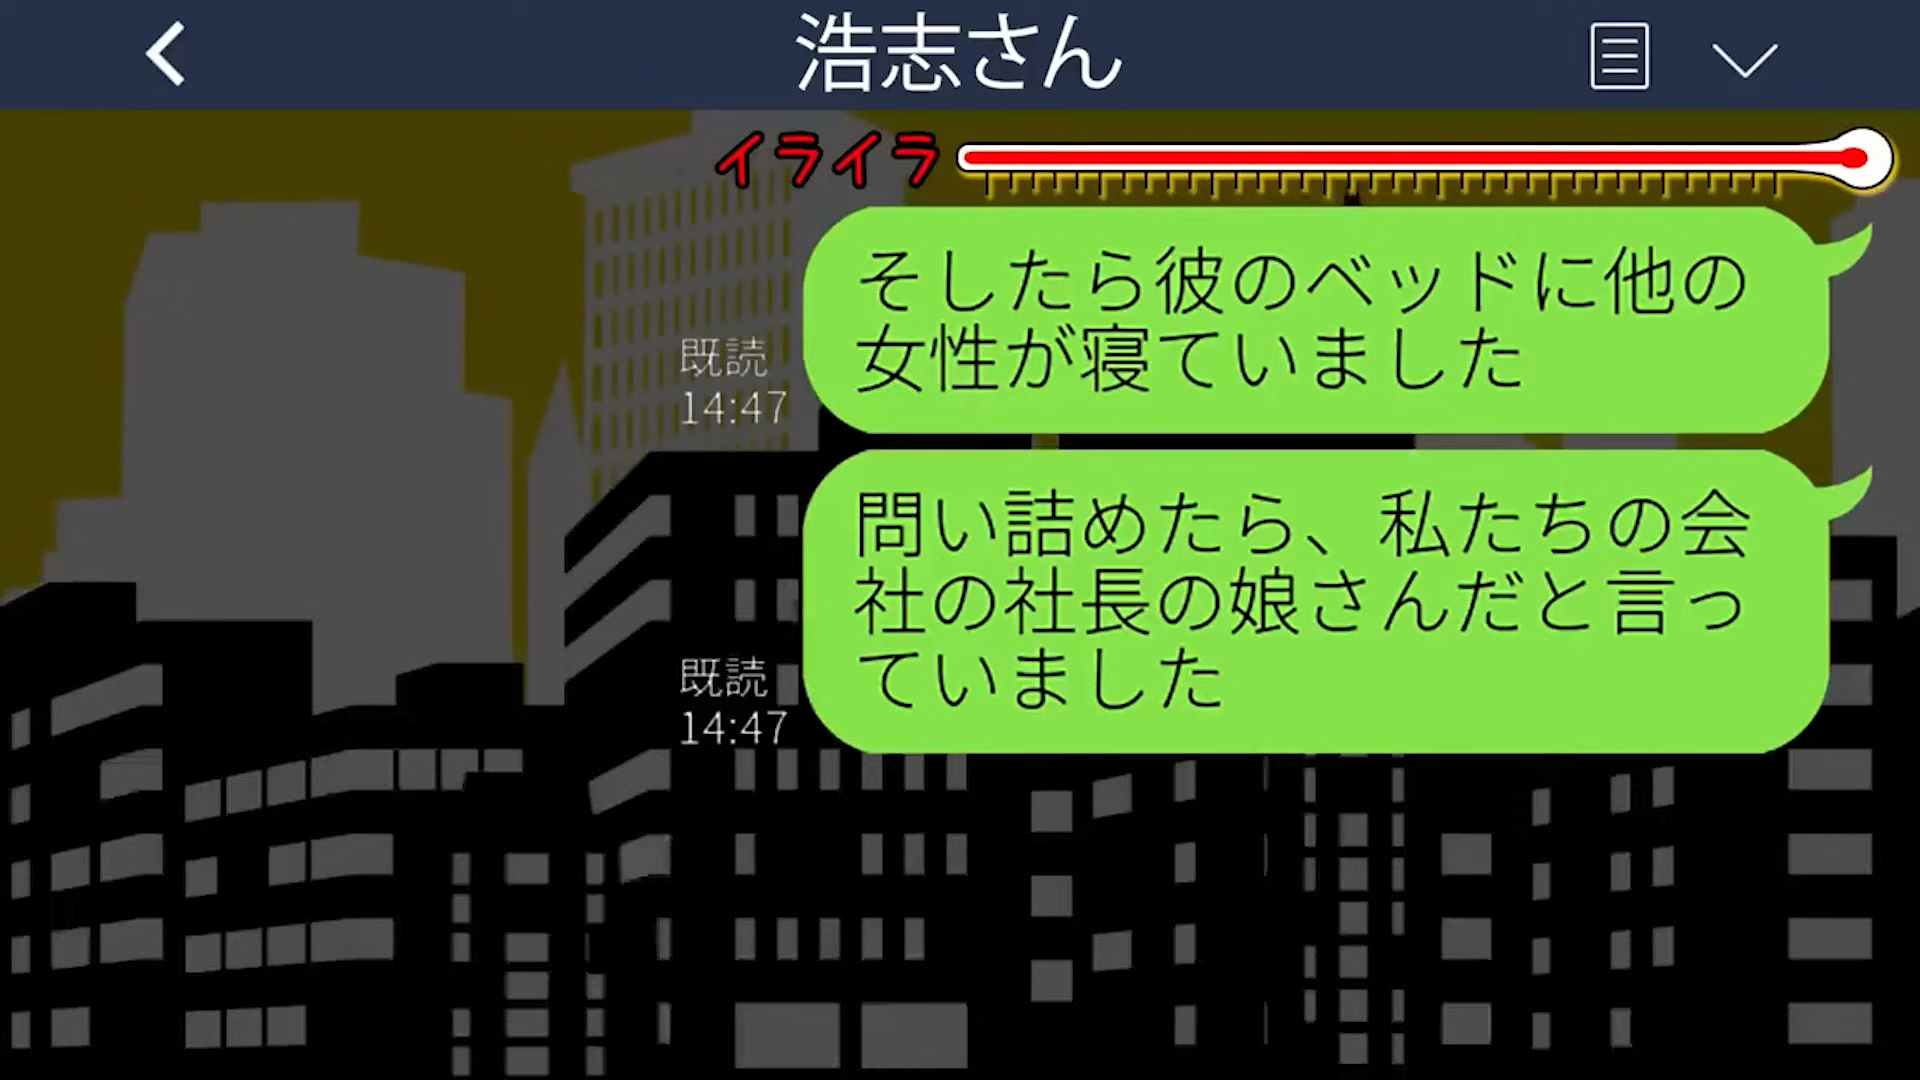 浩志さん
イライラ
そしたら彼のベッドに他の
女性が寝ていました
既読
14:47
問い詰めたら、私たちの会
社の社長の娘さんだと言っ
ていました
既読
14:47